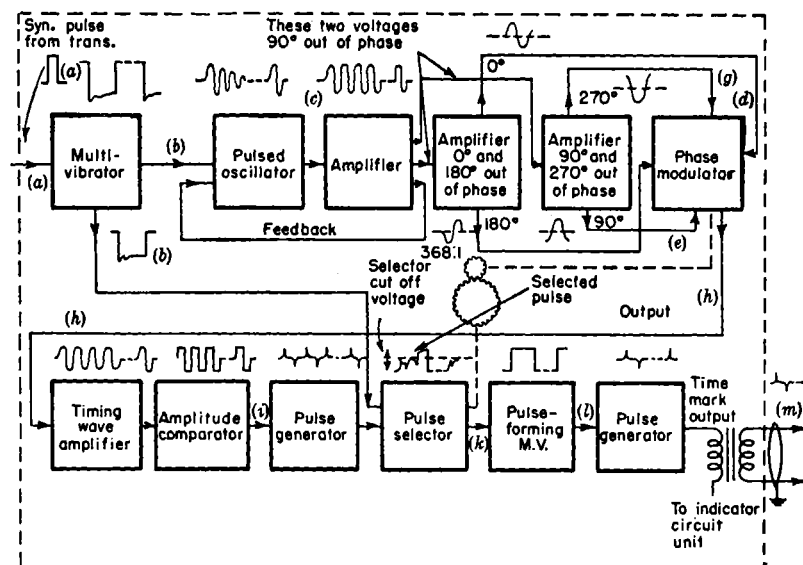 Syn. pulse
from trans.
(a)
These two voltages
90° out of phase
(c)
0°
(g)
270°
(d)
Multi-
vibrator
(a)
(b)
Pulsed
oscillator
Amplifier
Amplifier
0° and
180° out
of phase
Amplifier
90° and
270° out
of phase
Phase
modulator
Feedback
180°
90°
(e)
(b)
368:1
Selector
cut off
voltage
Selected
pulse
(h)
Output
(h)
Timing
wave
amplifier
Amplitude
comparator
(i)
Pulse
generator
Pulse
selector
(k)
Pulse-
forming
M.V.
(l)
Pulse
generator
Time
mark
output
(m)
To indicator
circuit
unit